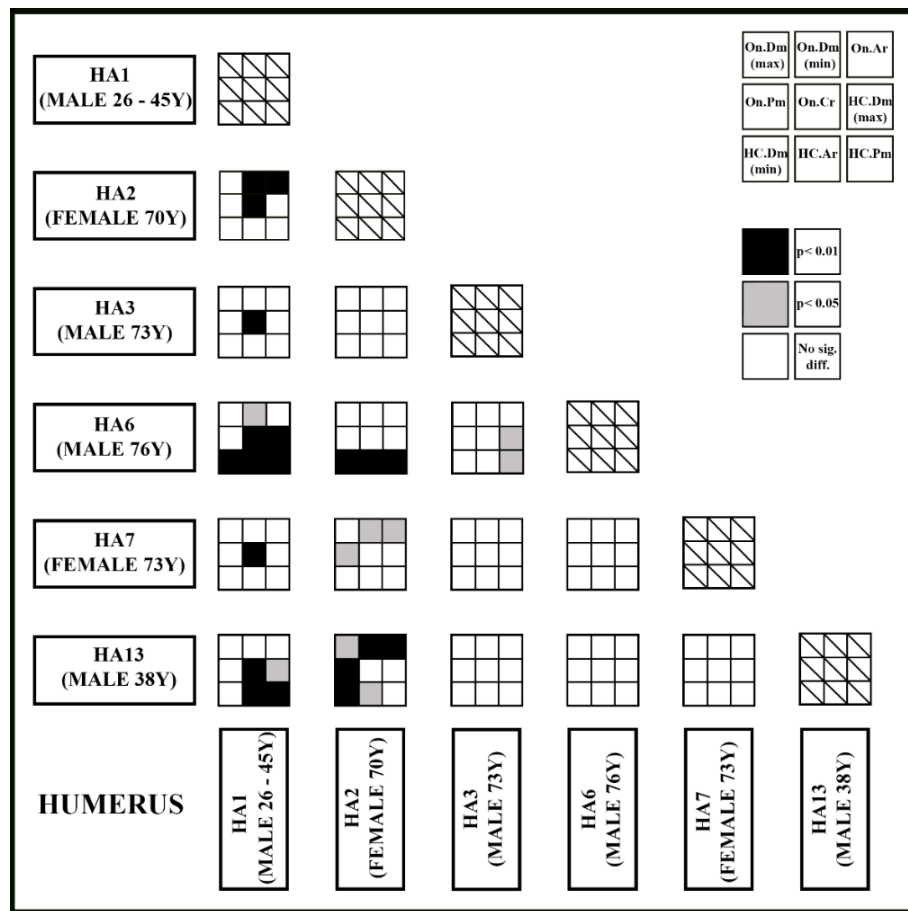 HA1
(MALE 26 - 45Y)
On.Dm
(max)
On.Dm
(min)
On.Ar
On.Pm
On.Cr
HC.Dm
(max)
HC.Dm
(min)
HC.Ar
HC.Pm
HA2
(FEMALE 70Y)
p< 0.01
p< 0.05
No sig.
diff.
HA3
(MALE 73Y)
HA6
(MALE 76Y)
HA7
(FEMALE 73Y)
HA13
(MALE 38Y)
HUMERUS
HA1
(MALE 26 - 45Y)
HA2
(FEMALE 70Y)
HA3
(MALE 73Y)
HA6
(MALE 76Y)
HA7
(FEMALE 73Y)
HA13
(MALE 38Y)